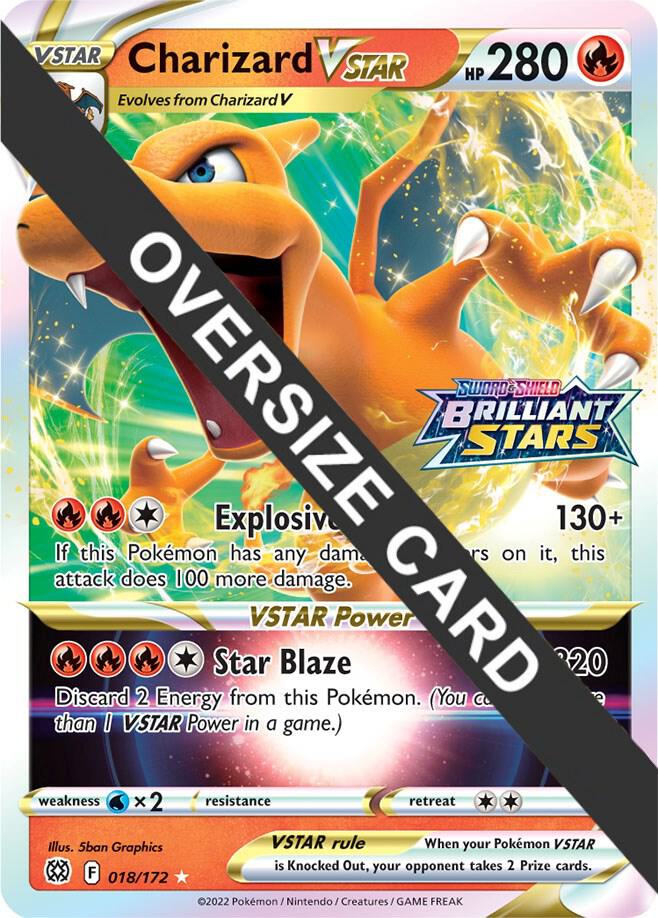 VSTAR
Charizard VSTAR
HP 280
Evolves from Charizard V
OVERSIZE CARD
SWORD & SHIELD
BRILLIANT
STARS
Explosive 130+
If this Pokémon has any on it, this
attack does 100 more damage.
VSTAR Power
Star Blaze
Discard 2 Energy from this Pokémon. (You
than 1 VSTAR Power in a game.)
weakness ×2 resistance retreat
Illus. 5ban Graphics
F 018/172
VSTAR rule When your Pokémon VSTAR
is Knocked Out, your opponent takes 2 Prize cards.
©2022 Pokémon / Nintendo / Creatures / GAME FREAK